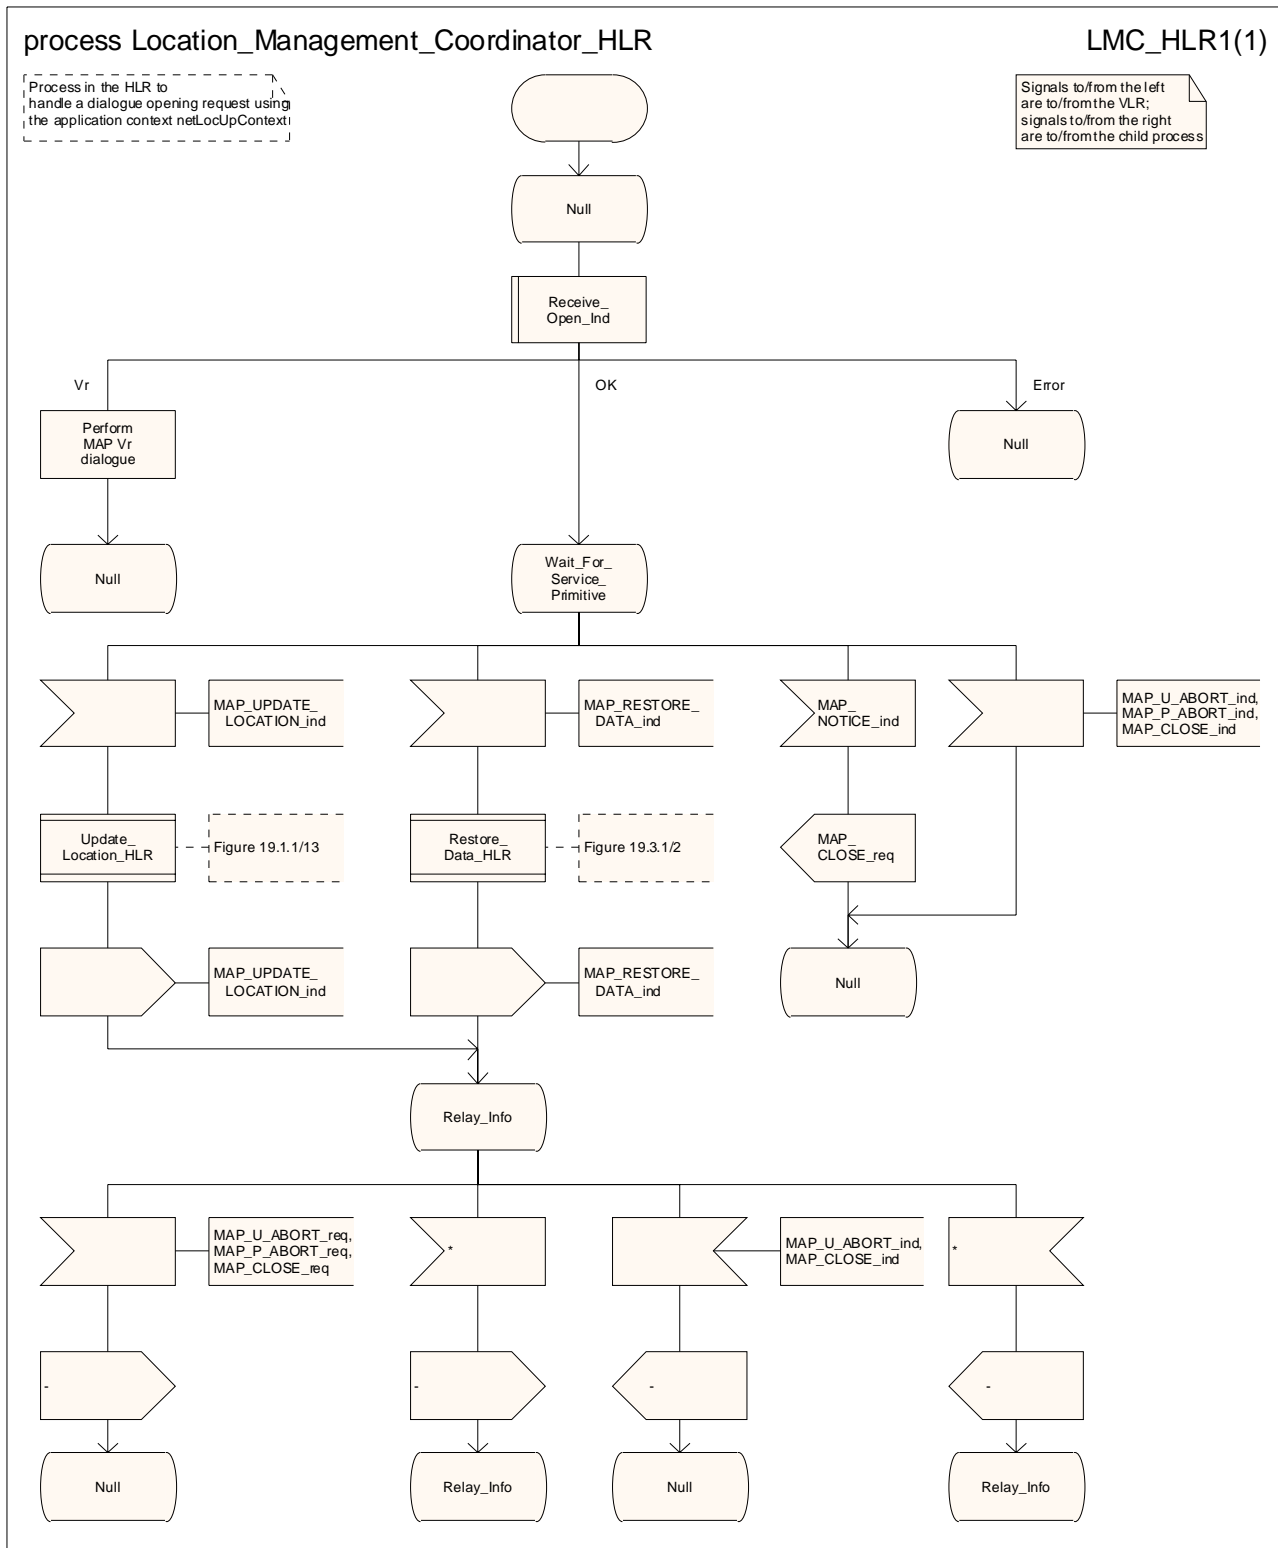 process Location_Management_Coordinator_HLR
LMC_HLR1(1)
Process in the HLR to
handle a dialogue opening request using
the application context netLocUpContext
Signals to/from the left
are to/from the VLR;
signals to/from the right
are to/from the child process
Null
Receive_
Open_Ind
Vr
OK
Error
Perform
MAP Vr
dialogue
Null
Null
Wait_For_
Service_
Primitive
MAP_UPDATE_
LOCATION_ind
MAP_RESTORE_
DATA_ind
MAP_
NOTICE_ind
MAP_U_ABORT_ind,
MAP_P_ABORT_ind,
MAP_CLOSE_ind
Update_
Location_HLR
Figure 19.1.1/13
Restore_
Data_HLR
Figure 19.3.1/2
MAP_
CLOSE_req
MAP_UPDATE_
LOCATION_ind
MAP_RESTORE_
DATA_ind
Null
Relay_Info
MAP_U_ABORT_req,
MAP_P_ABORT_req,
MAP_CLOSE_req
*
MAP_U_ABORT_ind,
MAP_CLOSE_ind
*
-
-
-
-
Null
Relay_Info
Null
Relay_Info